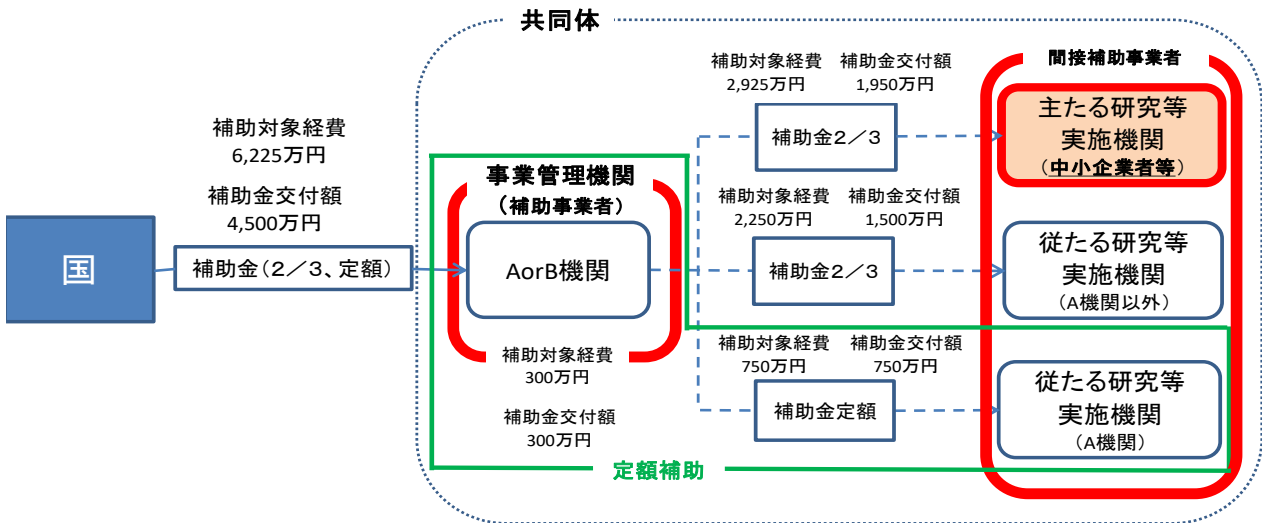 共同体
国
補助対象経費
6,225万円
補助金交付額
4,500万円
補助金(2/3、定額)
事業管理機関
(補助事業者)
AorB機関
補助対象経費
300万円
補助金交付額
300万円
補助対象経費
2,925万円
補助金交付額
1,950万円
補助金2/3
補助対象経費
2,250万円
補助金交付額
1,500万円
補助金2/3
補助対象経費
750万円
補助金交付額
750万円
補助金定額
間接補助事業者
主たる研究等
実施機関
(中小企業者等)
従たる研究等
実施機関
(A機関以外)
従たる研究等
実施機関
(A機関)
定額補助